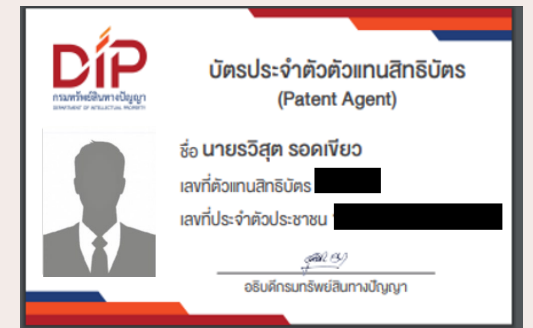 DIP
กรมทรัพย์สินทางปัญญา
DEPARTMENT OF INTELLECTUAL PROPERTY
บัตรประจำตัวตัวแทนสิทธิบัตร
(Patent Agent)
ชื่อ นายรวิสุต รอดเขียว
เลขที่ตัวแทนสิทธิบัตร
เลขที่ประจำตัวประชาชน
อธิบดีกรมทรัพย์สินทางปัญญา